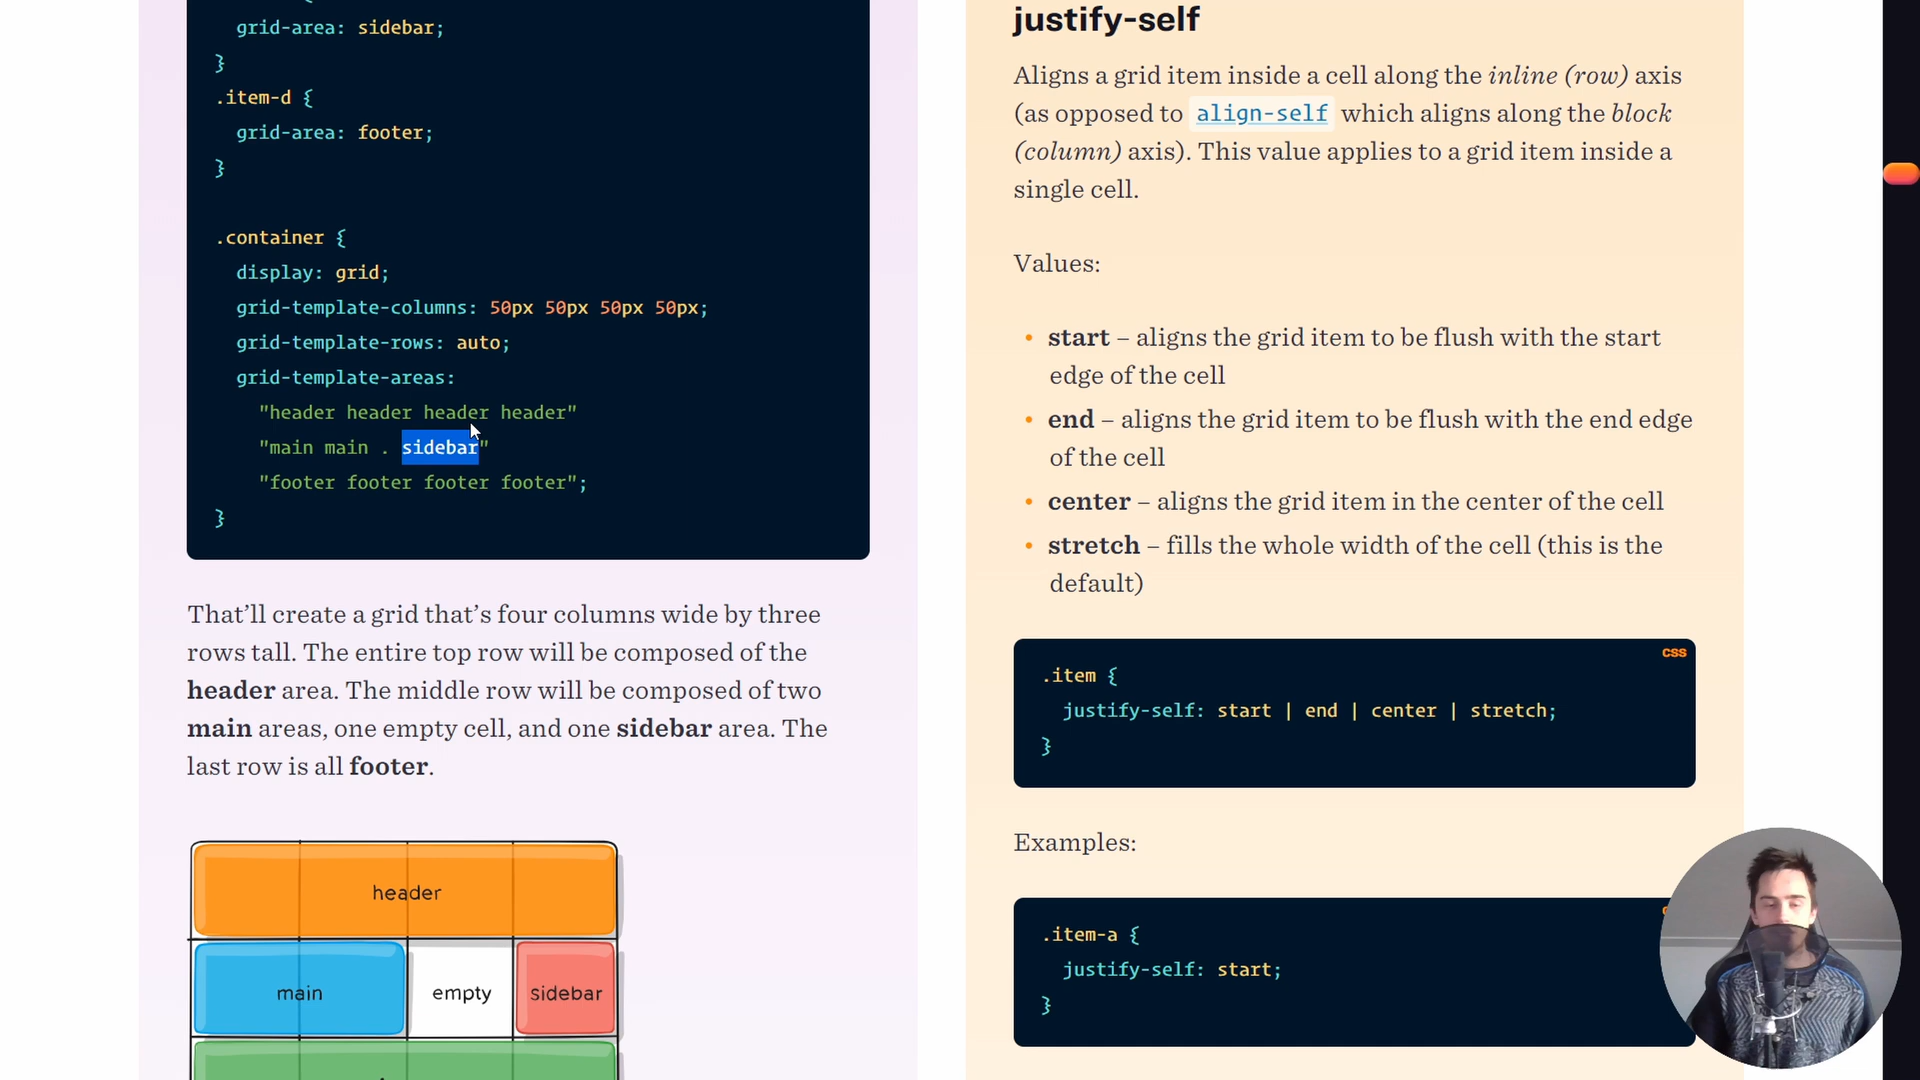 grid-area: sidebar;
}
.item-d {
grid-area: footer;
}
.container {
display: grid;
grid-template-columns: 50px 50px 50px 50px;
grid-template-rows: auto;
grid-template-areas:
"header header header header"
"main main . sidebar"
"footer footer footer footer";
}
That’ll create a grid that’s four columns wide by three
rows tall. The entire top row will be composed of the
header area. The middle row will be composed of two
main areas, one empty cell, and one sidebar area. The
last row is all footer.
header
main
empty
sidebar
justify-self
Aligns a grid item inside a cell along the inline (row) axis
(as opposed to align-self which aligns along the block
(column) axis). This value applies to a grid item inside a
single cell.
Values:
• start – aligns the grid item to be flush with the start
edge of the cell
• end – aligns the grid item to be flush with the end edge
of the cell
• center – aligns the grid item in the center of the cell
• stretch – fills the whole width of the cell (this is the
default)
CSS
.item {
justify-self: start | end | center | stretch;
}
Examples:
.item-a {
justify-self: start;
}